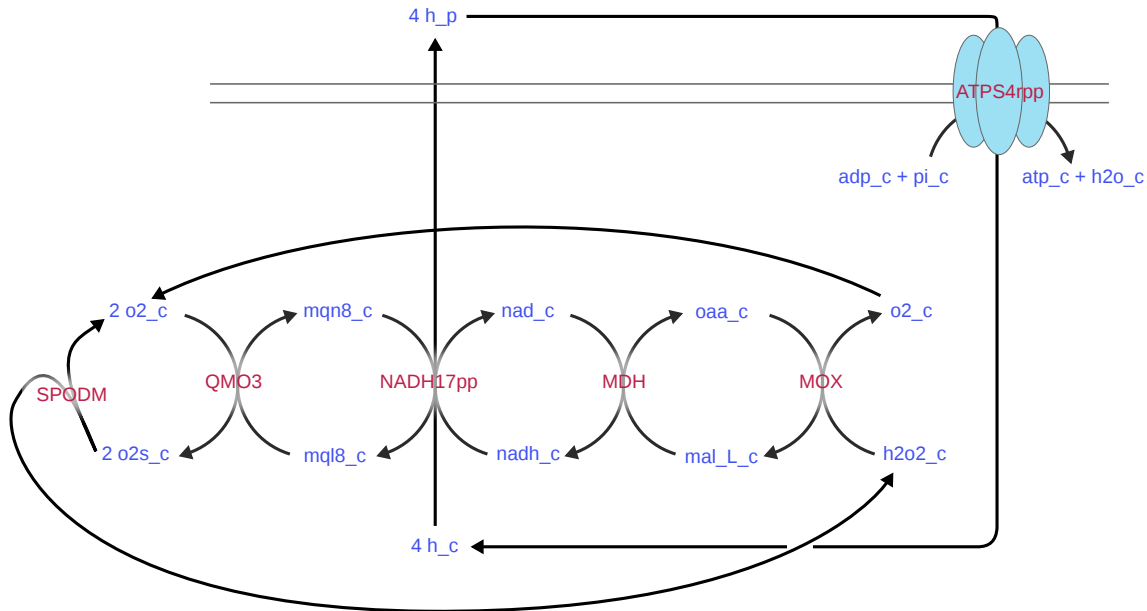 4 h_p
ATPS4rpp
adp_c + pi_c
atp_c + h2o_c
2 o2_c
mqn8_c
nad_c
oaa_c
o2_c
SPODM
QMO3
NADH17pp
MDH
MOX
2 o2s_c
mql8_c
nadh_c
mal_L_c
h2o2_c
4 h_c